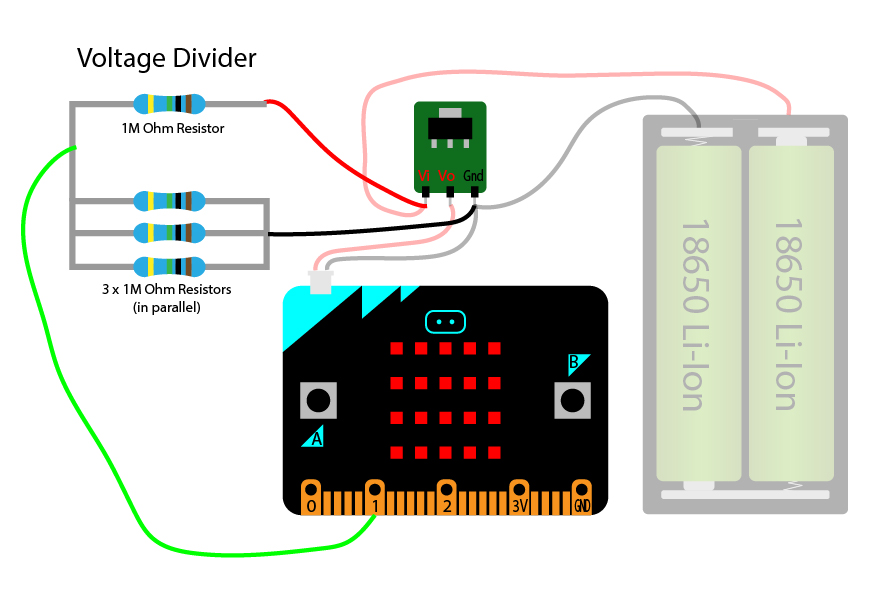 Voltage Divider
1M Ohm Resistor
Vi Vo Gnd
3 x 1M Ohm Resistors
(in parallel)
18650 Li-Ion
18650 Li-Ion
B
A
0 1 2 3V GND